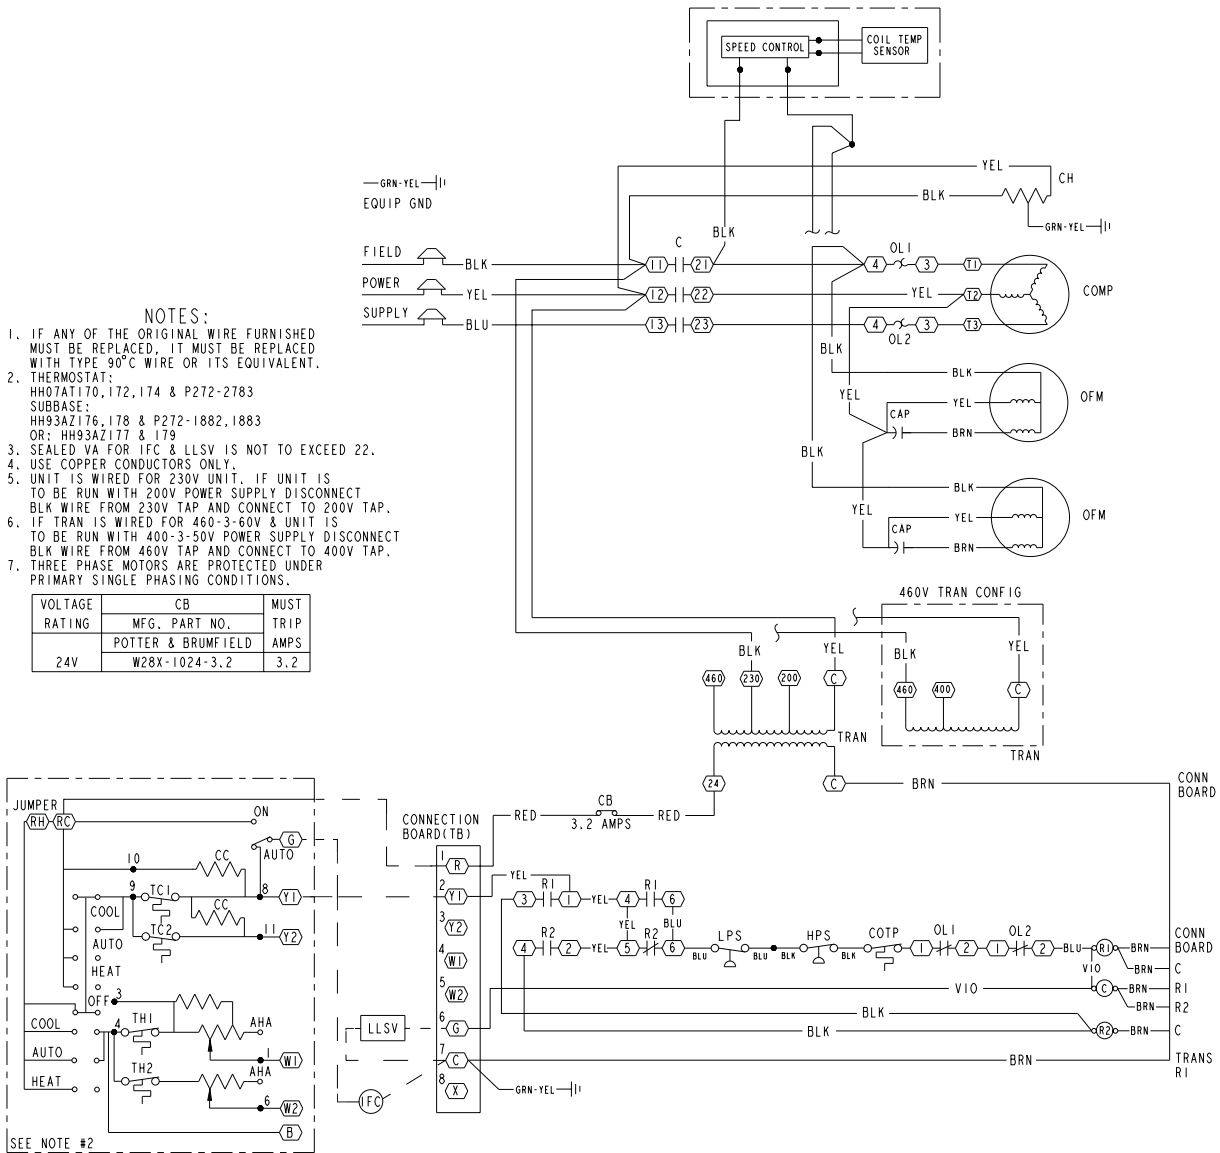 SPEED CONTROL
COIL TEMP
SENSOR
GRN-YEL
EQUIP GND
YEL
CH
BLK
GRN-YEL
BLK
C
OL1
FIELD
BLK
11
21
4
3
T1
POWER
YEL
12
22
YEL
T2
COMP
SUPPLY
BLU
13
23
4
3
T3
OL2
BLK
BLK
YEL
YEL
OFM
CAP
BRN
BLK
BLK
YEL
YEL
OFM
CAP
BRN
NOTES:
1. IF ANY OF THE ORIGINAL WIRE FURNISHED
MUST BE REPLACED, IT MUST BE REPLACED
WITH TYPE 90°C WIRE OR ITS EQUIVALENT.
2. THERMOSTAT:
HH07AT170,172,174 & P272-2783
SUBBASE:
HH93AZ176,178 & P272-1882,1883
OR: HH93AZ177 & 179
3. SEALED VA FOR IFC & LLSV IS NOT TO EXCEED 22.
4. USE COPPER CONDUCTORS ONLY.
5. UNIT IS WIRED FOR 230V UNIT. IF UNIT IS
TO BE RUN WITH 200V POWER SUPPLY DISCONNECT
BLK WIRE FROM 230V TAP AND CONNECT TO 200V TAP.
6. IF TRAN IS WIRED FOR 460-3-60V & UNIT IS
TO BE RUN WITH 400-3-50V POWER SUPPLY DISCONNECT
BLK WIRE FROM 460V TAP AND CONNECT TO 400V TAP.
7. THREE PHASE MOTORS ARE PROTECTED UNDER
PRIMARY SINGLE PHASING CONDITIONS.
VOLTAGE CB MUST
RATING MFG. PART NO. TRIP
POTTER & BRUMFIELD AMPS
24V W28X-1024-3.2 3.2
460V TRAN CONFIG
BLK
YEL
BLK
YEL
460
230
200
C
460
400
C
TRAN
TRAN
24
C
BRN
CONN
BOARD
RED
CB
3.2 AMPS
RED
JUMPER
RH
RC
ON
G
AUTO
10
CC
9
TC1
8
Y1
COOL
CC
TC2
11
Y2
AUTO
HEAT
OFF
3
COOL
4
TH1
AHA
AUTO
1
W1
TH2
AHA
HEAT
6
W2
B
SEE NOTE #2
CONNECTION
BOARD(TB)
1
R
2
Y1
3
Y2
4
W1
5
W2
6
G
7
C
8
X
LLSV
IFC
GRN-YEL
YEL
R1
R1
3
1
YEL
4
6
YEL
BLU
R2
R2
4
2
YEL
5
6
BLU
LPS
BLU
BLK
HPS
BLK
COTP
OL1
1
2
OL2
1
2
BLU
R1
BRN
CONN
BOARD
VIO
BRN
C
VIO
C
BRN
R1
BRN
R2
BLK
BLK
R2
BRN
C
BRN
TRANS
R1